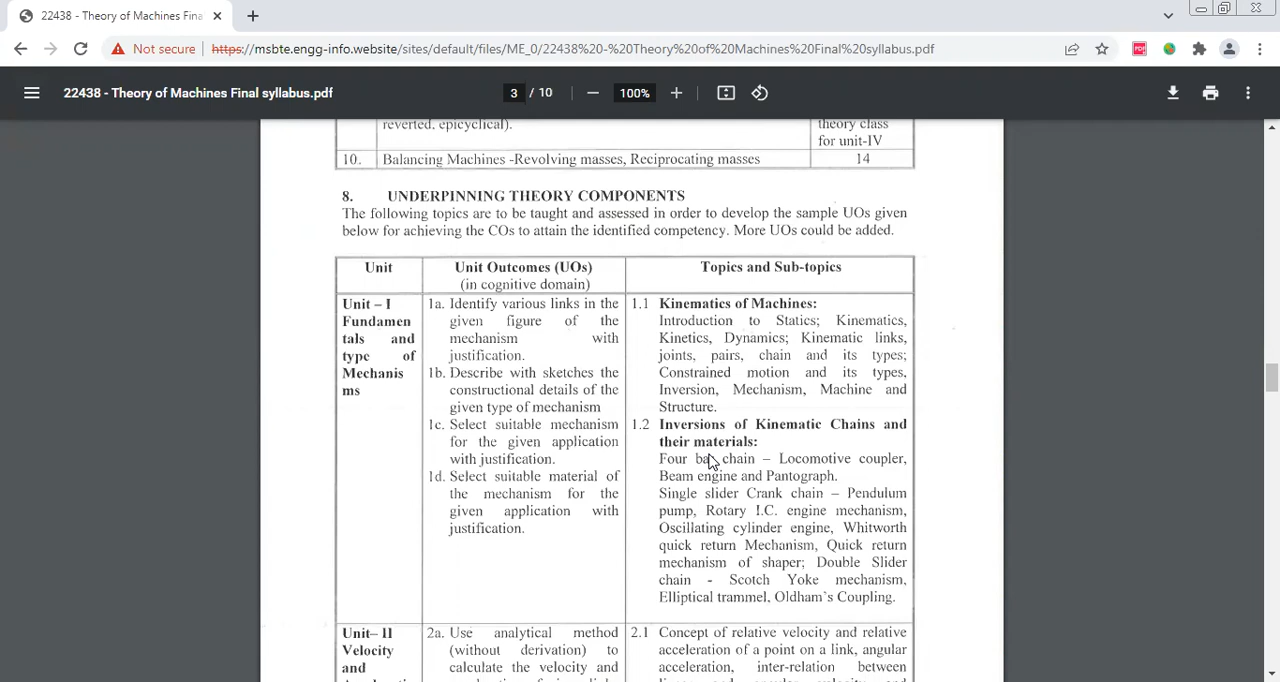 22438 - Theory of Machines Fina
Not secure
https://msbte.engg-info.website/sites/default/files/ME_0/22438%20-%20Theory%20of%20Machines%20Final%20syllabus.pdf
22438 - Theory of Machines Final syllabus.pdf
3 / 10
100%
reverted, epicyclical).
theory class
for unit-IV
10. Balancing Machines -Revolving masses, Reciprocating masses 14
8. UNDERPINNING THEORY COMPONENTS
The following topics are to be taught and assessed in order to develop the sample UOs given
below for achieving the COs to attain the identified competency. More UOs could be added.
Unit
Unit Outcomes (UOs)
(in cognitive domain)
Topics and Sub-topics
Unit – I
Fundamen
tals and
type of
Mechanis
ms
1a. Identify various links in the
given figure of the
mechanism with
justification.
1b. Describe with sketches the
constructional details of the
given type of mechanism
1c. Select suitable mechanism
for the given application
with justification.
1d. Select suitable material of
the mechanism for the
given application with
justification.
1.1 Kinematics of Machines:
Introduction to Statics; Kinematics,
Kinetics, Dynamics; Kinematic links,
joints, pairs, chain and its types;
Constrained motion and its types,
Inversion, Mechanism, Machine and
Structure.
1.2 Inversions of Kinematic Chains and
their materials:
Four bar chain – Locomotive coupler,
Beam engine and Pantograph.
Single slider Crank chain – Pendulum
pump, Rotary I.C. engine mechanism,
Oscillating cylinder engine, Whitworth
quick return Mechanism, Quick return
mechanism of shaper; Double Slider
chain - Scotch Yoke mechanism,
Elliptical trammel, Oldham's Coupling.
Unit– II
Velocity
and
2a. Use analytical method
(without derivation) to
calculate the velocity and
2.1 Concept of relative velocity and relative
acceleration of a point on a link, angular
acceleration, inter-relation between